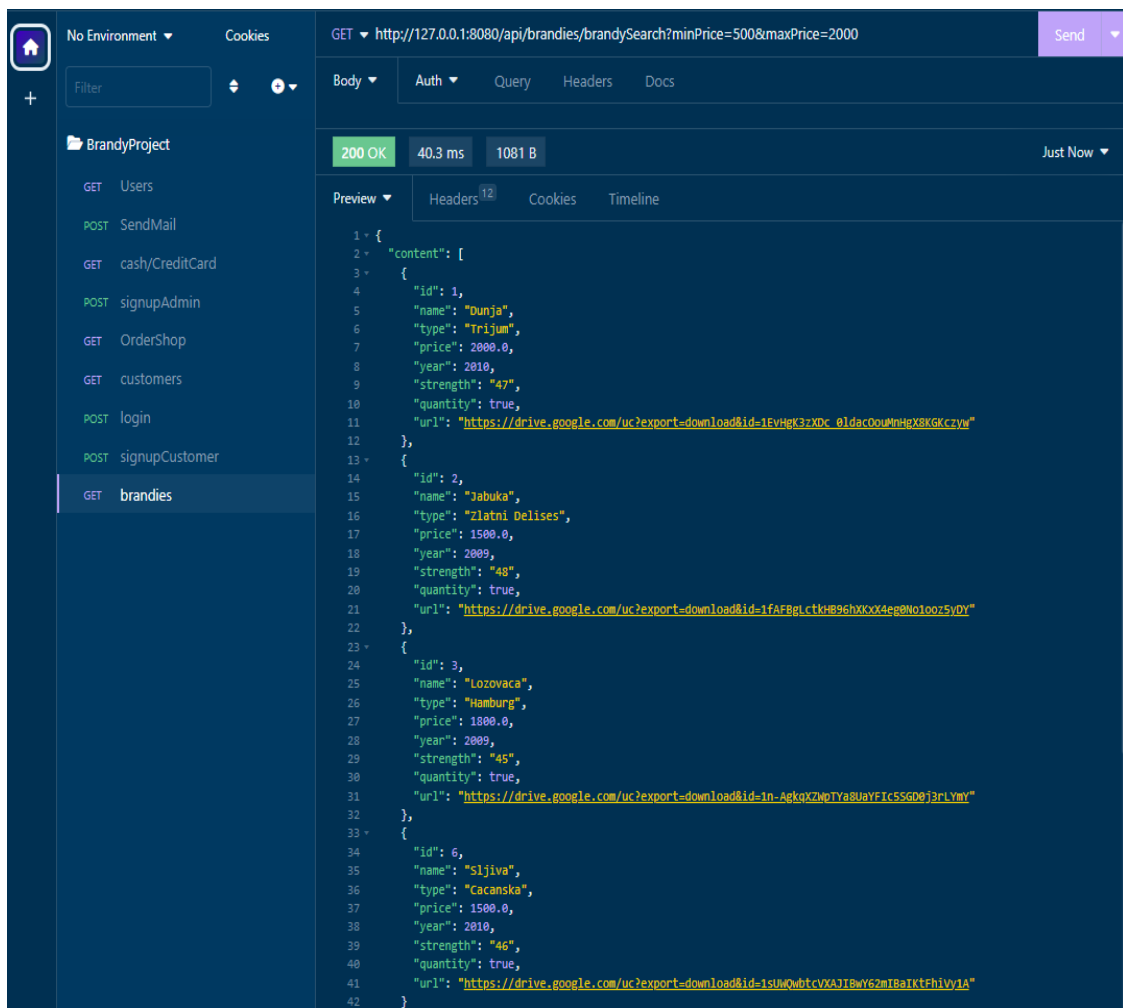 No Environment
Cookies
GET http://127.0.0.1:8080/api/brandies/brandySearch?minPrice=500&maxPrice=2000
Send
Filter
Body
Auth
Query
Headers
Docs
BrandyProject
200 OK
40.3 ms
1081 B
Just Now
GET Users
Preview
Headers 12
Cookies
Timeline
POST SendMail
GET cash/CreditCard
POST signupAdmin
GET OrderShop
GET customers
POST login
POST signupCustomer
GET brandies
1 {
2 "content": [
3 {
4 "id": 1,
5 "name": "Dunja",
6 "type": "Trijum",
7 "price": 2000.0,
8 "year": 2010,
9 "strength": "47",
10 "quantity": true,
11 "url": "https://drive.google.com/uc?export=download&id=1EvHgK3zXDc_0ldacOouMnHgX8KGKczyw"
12 },
13 {
14 "id": 2,
15 "name": "Jabuka",
16 "type": "Zlatni Delises",
17 "price": 1500.0,
18 "year": 2009,
19 "strength": "48",
20 "quantity": true,
21 "url": "https://drive.google.com/uc?export=download&id=1fAFBgLctkHB96hXKxX4eg0No1ooz5yDY"
22 },
23 {
24 "id": 3,
25 "name": "Lozovaca",
26 "type": "Hamburg",
27 "price": 1800.0,
28 "year": 2009,
29 "strength": "45",
30 "quantity": true,
31 "url": "https://drive.google.com/uc?export=download&id=1n-AgkqXZWpTYa8UaYFIc5SGD0j3rLYmY"
32 },
33 {
34 "id": 6,
35 "name": "Sljiva",
36 "type": "Cacanska",
37 "price": 1500.0,
38 "year": 2010,
39 "strength": "46",
40 "quantity": true,
41 "url": "https://drive.google.com/uc?export=download&id=1sUWQwbtcVXAJIBwY62mIBaIKtFhiVy1A"
42 }